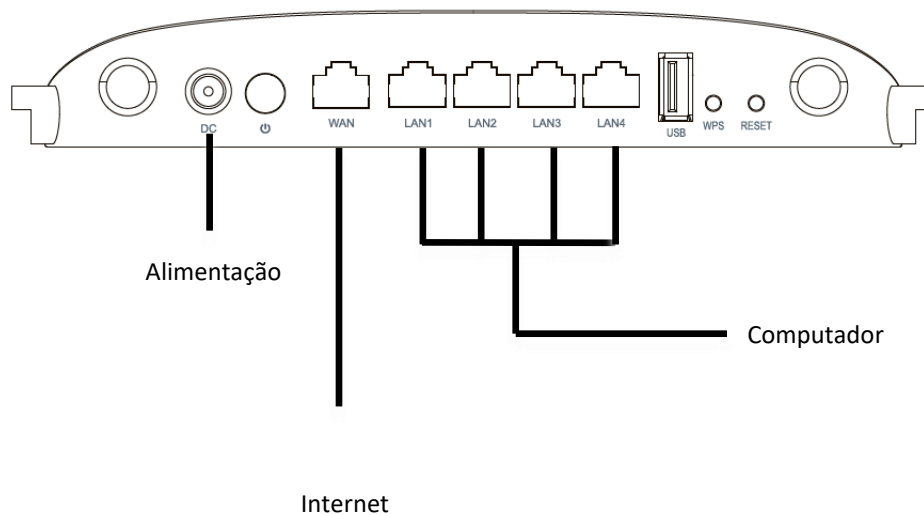 DC
⏻
WAN
LAN1
LAN2
LAN3
LAN4
USB
WPS
RESET
Alimentação
Computador
Internet